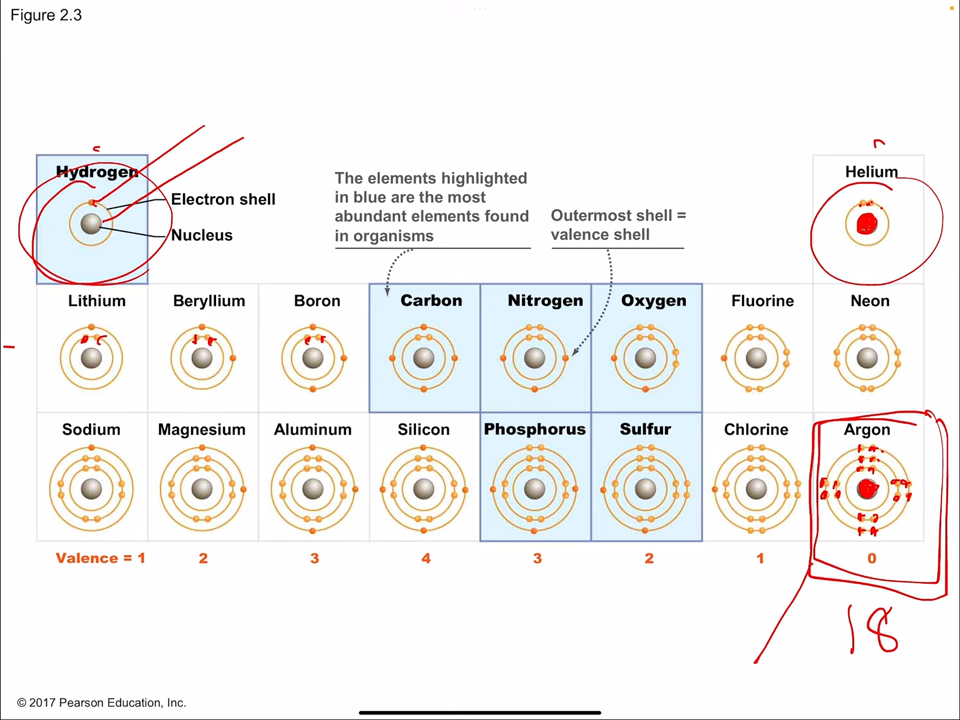 Figure 2.3
Hydrogen
Helium
Electron shell
Nucleus
The elements highlighted
in blue are the most
abundant elements found
in organisms
Outermost shell =
valence shell
Lithium
Beryllium
Boron
Carbon
Nitrogen
Oxygen
Fluorine
Neon
Sodium
Magnesium
Aluminum
Silicon
Phosphorus
Sulfur
Chlorine
Argon
Valence = 1
2
3
4
3
2
1
0
18
© 2017 Pearson Education, Inc.